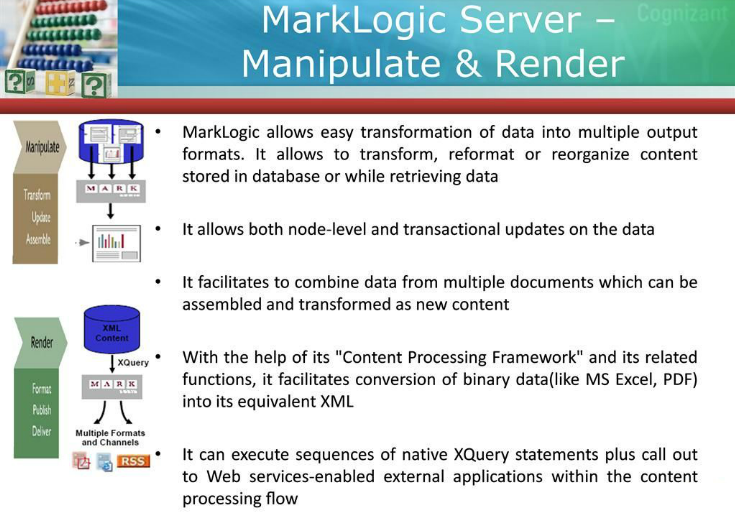 MarkLogic Server –
Manipulate & Render
Cognizant
MY
? ?
Manipulate
Transform
Update
Assemble
MARK
• MarkLogic allows easy transformation of data into multiple output
formats. It allows to transform, reformat or reorganize content
stored in database or while retrieving data
• It allows both node-level and transactional updates on the data
• It facilitates to combine data from multiple documents which can be
assembled and transformed as new content
Render
Format
Publish
Deliver
XML
Content
XQuery
MARK
Multiple Formats
and Channels
RSS
• With the help of its "Content Processing Framework" and its related
functions, it facilitates conversion of binary data(like MS Excel, PDF)
into its equivalent XML
• It can execute sequences of native XQuery statements plus call out
to Web services-enabled external applications within the content
processing flow